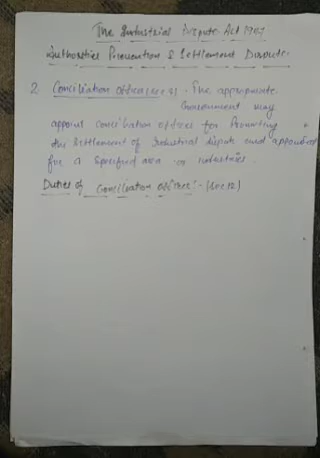 The Industrial Dispute Act 1947
Authorities Prevention & Settlement Dispute.
2. Conciliation officer (sec 4) :- The appropriate
Government may
appoint conciliation officer for Promoting
the Settlement of Industrial dispute and appointed
for a specified area or industries.
Duties of Conciliation officer :- (Sec. 12)